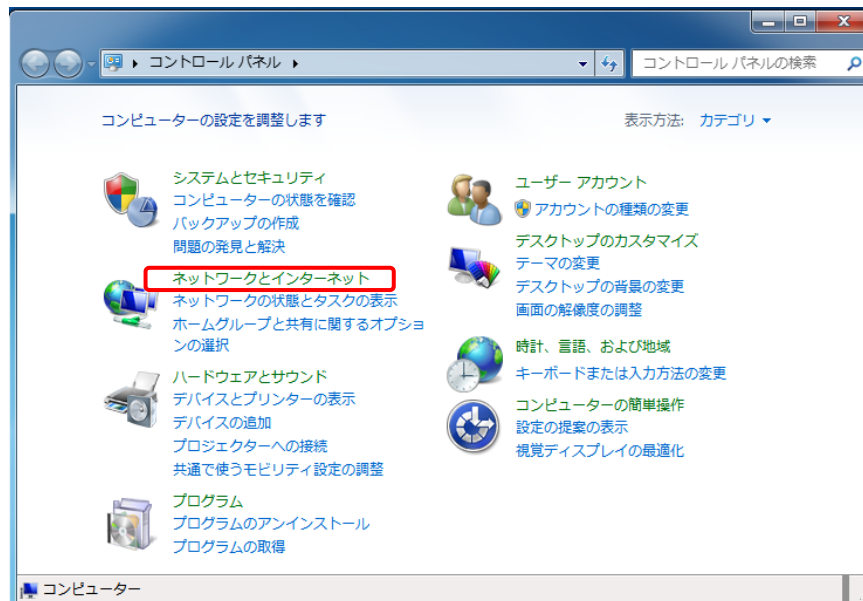 コントロール パネル
コントロール パネルの検索
コンピューターの設定を調整します
表示方法: カテゴリ
システムとセキュリティ
コンピューターの状態を確認
バックアップの作成
問題の発見と解決
ネットワークとインターネット
ネットワークの状態とタスクの表示
ホームグループと共有に関するオプショ
ンの選択
ハードウェアとサウンド
デバイスとプリンターの表示
デバイスの追加
プロジェクターへの接続
共通で使うモビリティ設定の調整
プログラム
プログラムのアンインストール
プログラムの取得
ユーザー アカウント
アカウントの種類の変更
デスクトップのカスタマイズ
テーマの変更
デスクトップの背景の変更
画面の解像度の調整
時計、言語、および地域
キーボードまたは入力方法の変更
コンピューターの簡単操作
設定の提案の表示
視覚ディスプレイの最適化
コンピューター